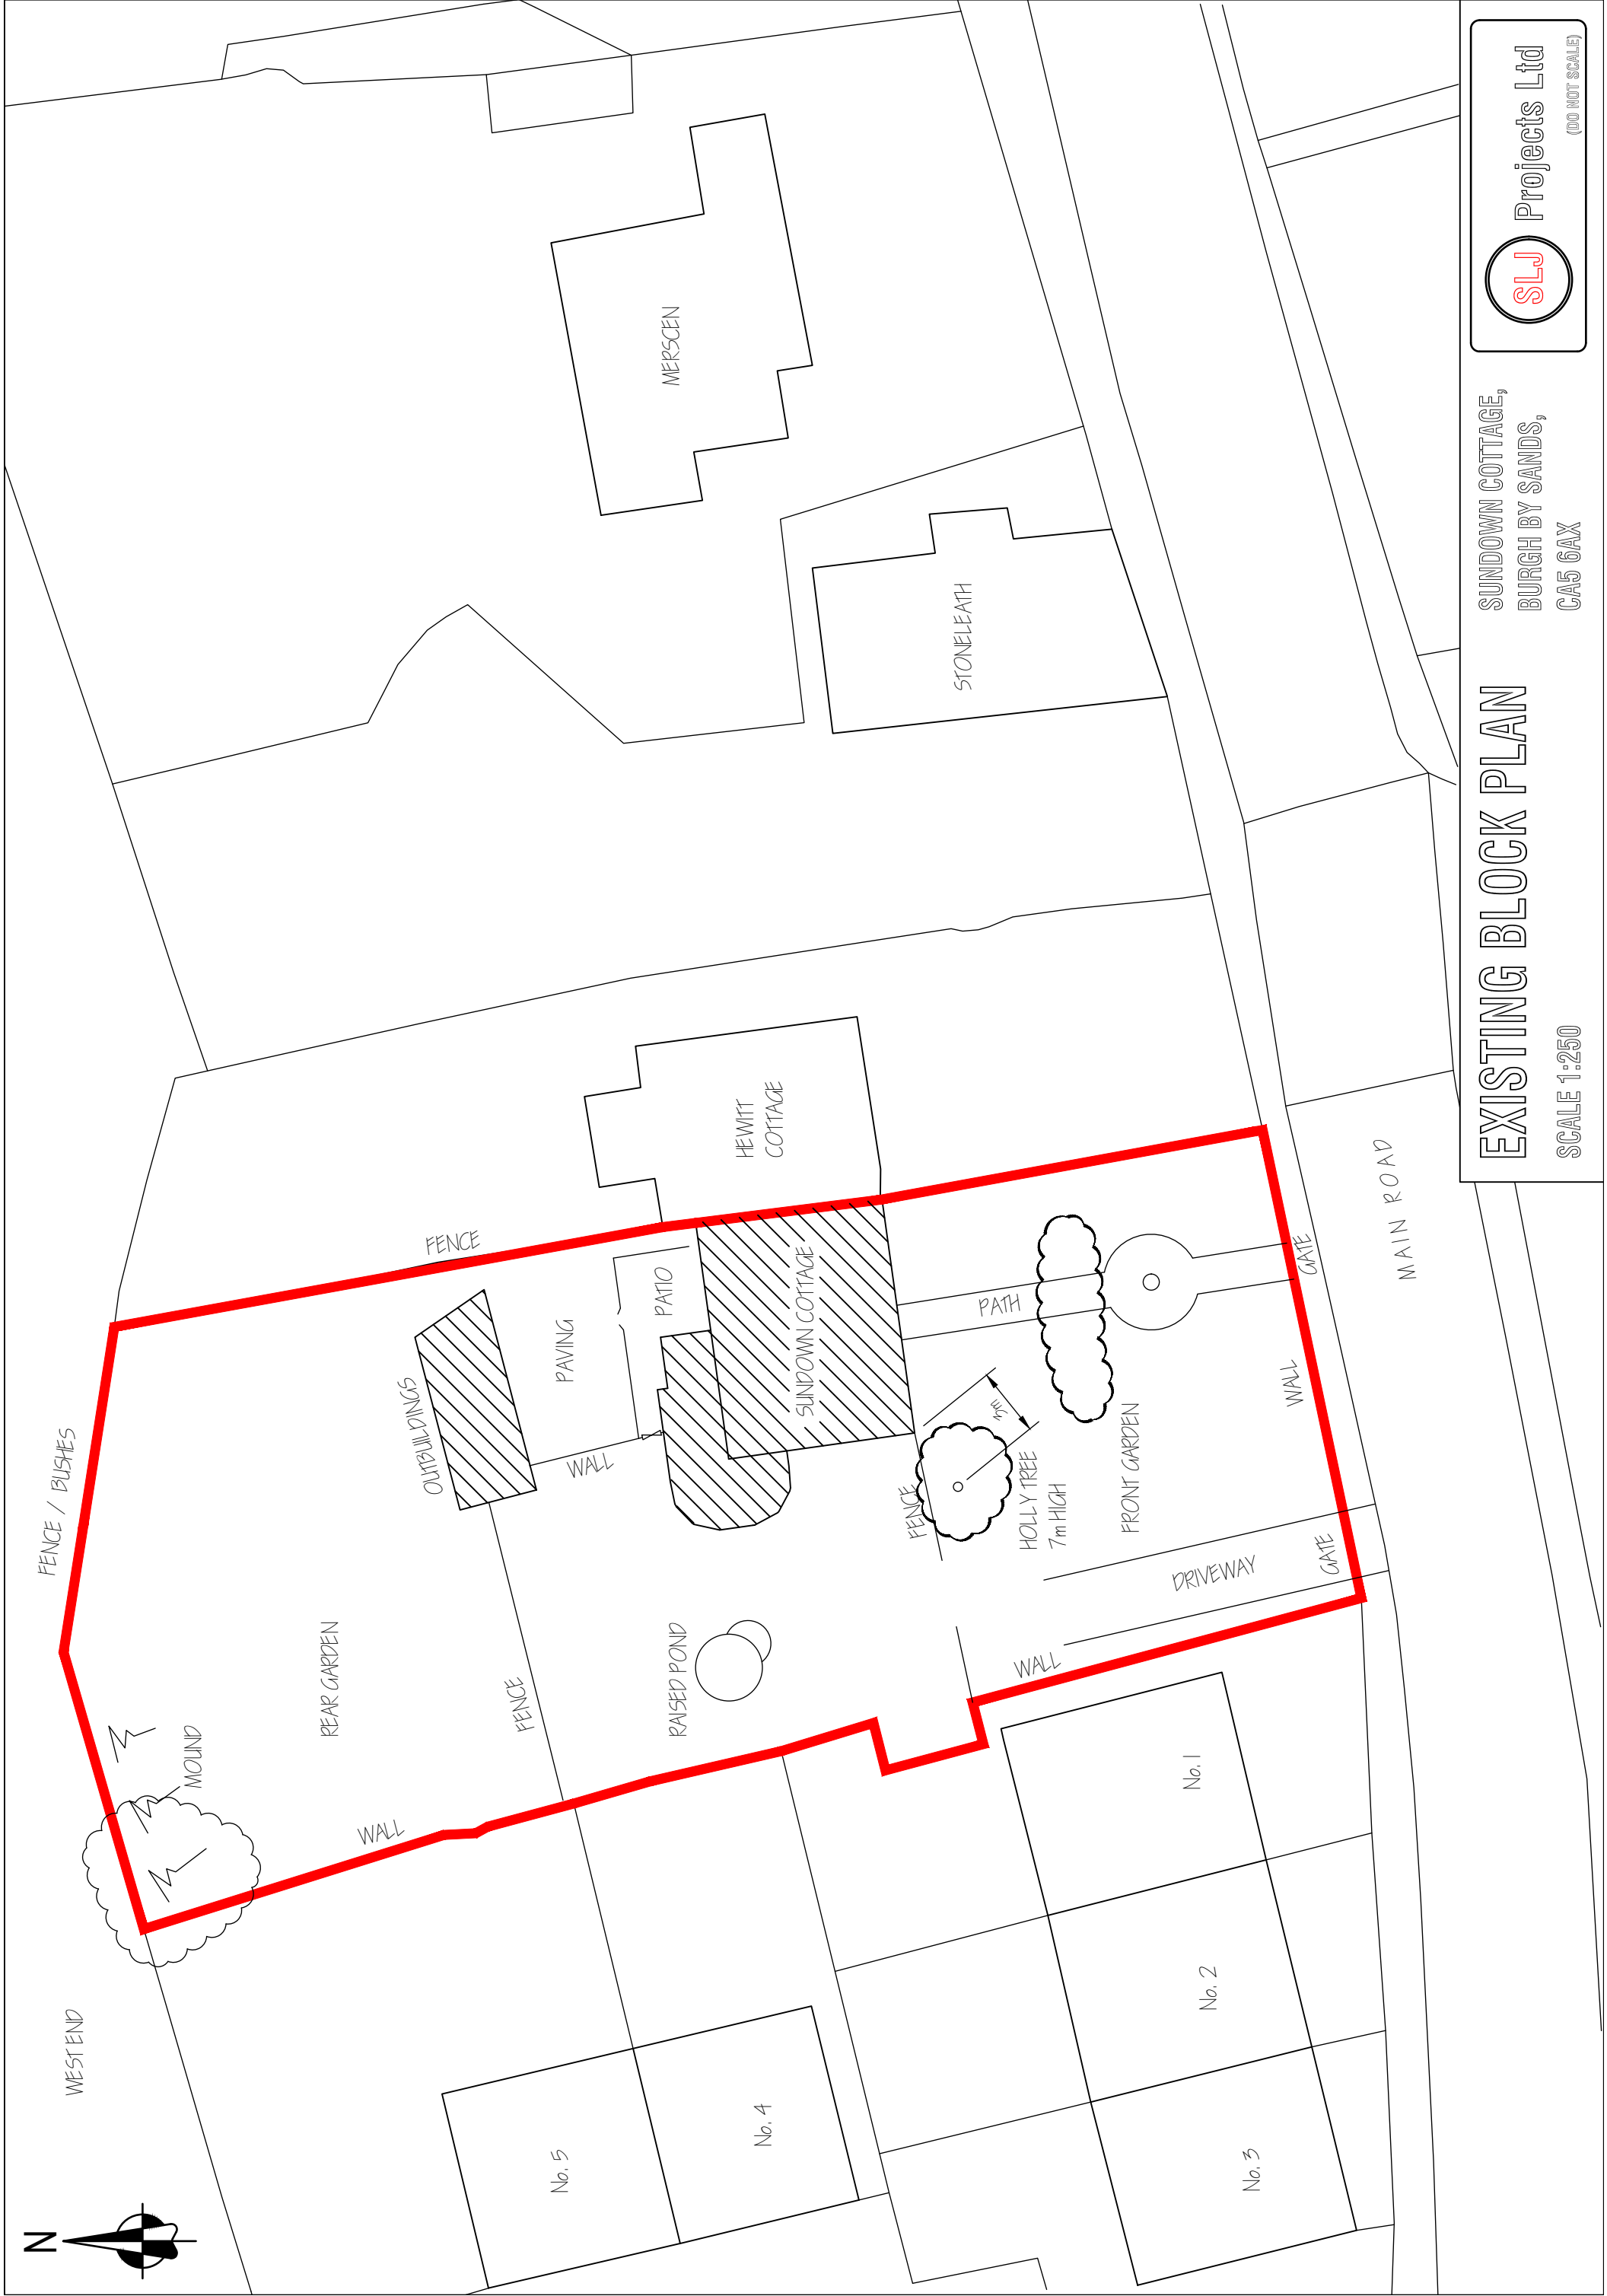 N
WEST END
FENCE / BUSHES
MOUND
WALL
REAR GARDEN
FENCE
OUTBUILDINGS
FENCE
PAVING
PATIO
WALL
RAISED POND
SUNDOWN COTTAGE
HEWITT
COTTAGE
MERSCEN
STONELEATH
No. 5
No. 4
No. 1
No. 2
No. 3
FENCE
3m
HOLLY TREE
7m HIGH
PATH
FRONT GARDEN
WALL
DRIVEWAY
GATE
WALL
GATE
MAIN ROAD
EXISTING BLOCK PLAN
SCALE 1:250
SUNDOWN COTTAGE,
BURGH BY SANDS,
CA5 6AX
SLJ Projects Ltd
(DO NOT SCALE)